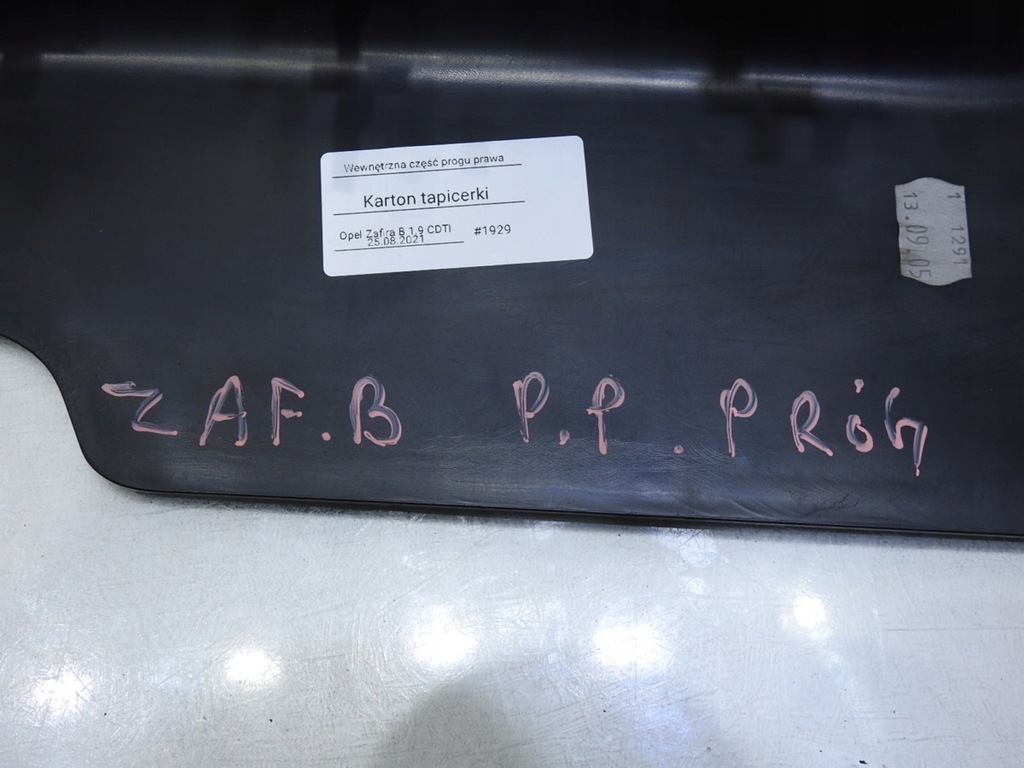 Wewnętrzna część progu prawa
Karton tapicerki
Opel Zafira B 1.9 CDTI #1929
25.08.2021
1 1291
13.09.05
ZAF.B P.P. PRÓG